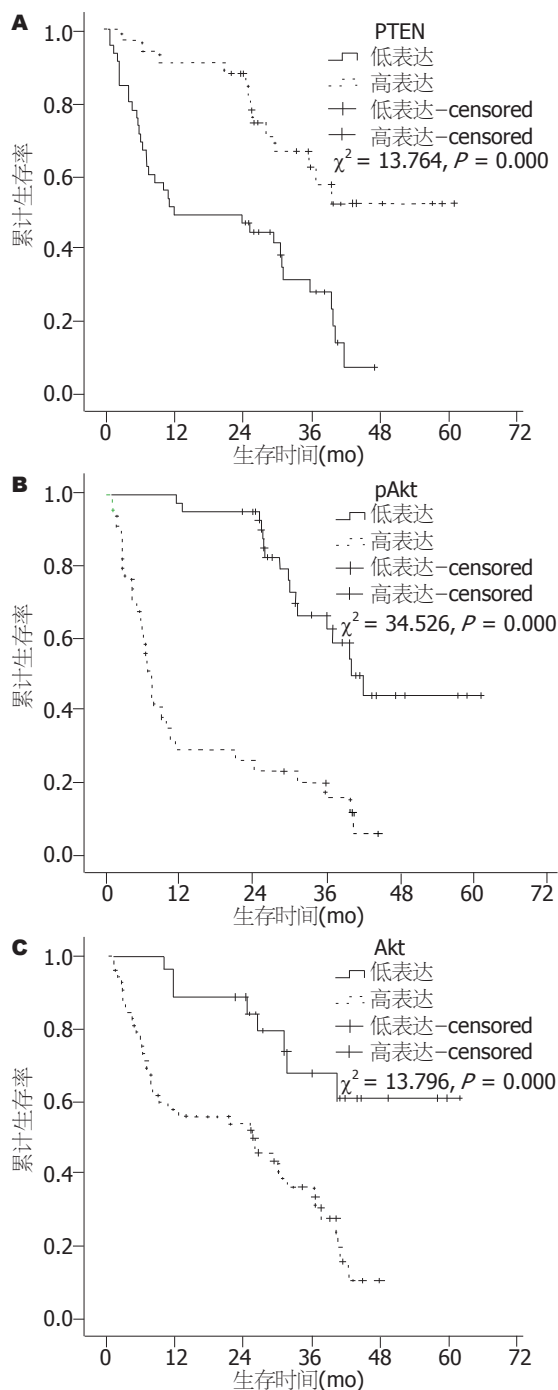 A
PTEN
低表达
高表达
低表达-censored
高表达-censored
χ² = 13.764, P = 0.000
累计生存率
1.0
0.8
0.6
0.4
0.2
0.0
0 12 24 36 48 60 72
生存时间(mo)
B
pAkt
低表达
高表达
低表达-censored
高表达-censored
χ² = 34.526, P = 0.000
累计生存率
1.0
0.8
0.6
0.4
0.2
0.0
0 12 24 36 48 60 72
生存时间(mo)
C
Akt
低表达
高表达
低表达-censored
高表达-censored
χ² = 13.796, P = 0.000
累计生存率
1.0
0.8
0.6
0.4
0.2
0.0
0 12 24 36 48 60 72
生存时间(mo)